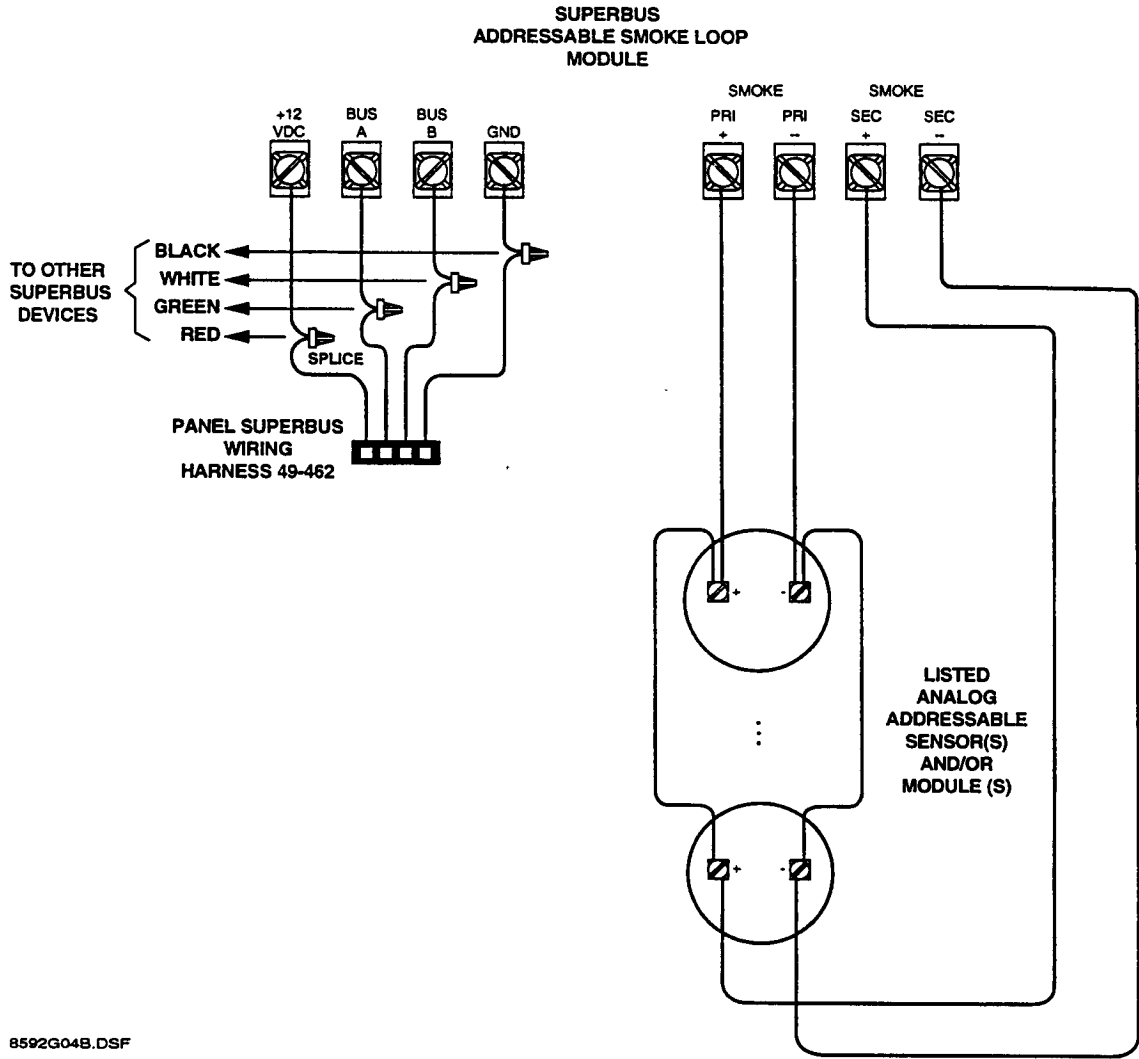 SUPERBUS
ADDRESSABLE SMOKE LOOP
MODULE
+12
VDC
BUS
A
BUS
B
GND
SMOKE
SMOKE
PRI
+
PRI
--
SEC
+
SEC
--
TO OTHER
SUPERBUS
DEVICES
BLACK
WHITE
GREEN
RED
SPLICE
PANEL SUPERBUS
WIRING
HARNESS 49-462
+ -
LISTED
ANALOG
ADDRESSABLE
SENSOR(S)
AND/OR
MODULE (S)
+ -
8592G04B.DSF